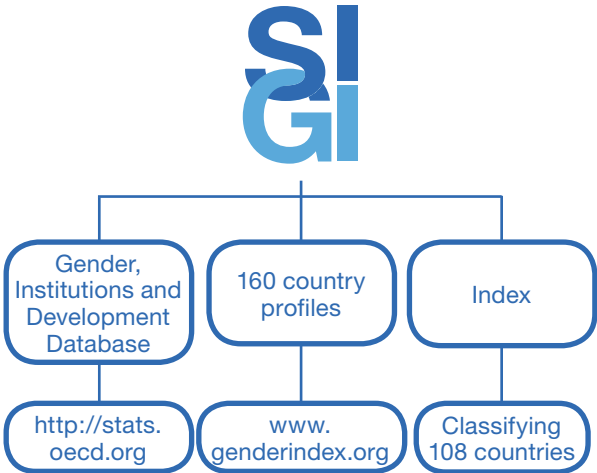 SI
GI
Gender,
Institutions and
Development
Database
160 country
profiles
Index
http://stats.
oecd.org
www.
genderindex.org
Classifying
108 countries